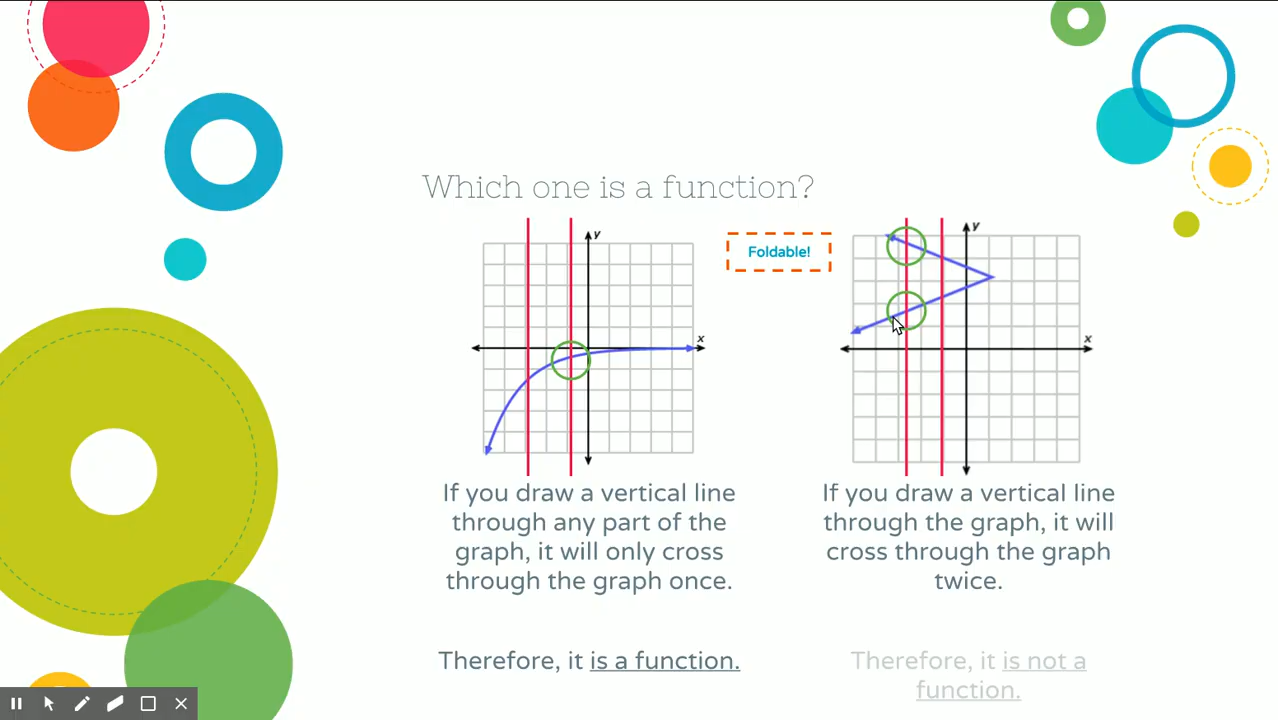 Which one is a function?
y
x
Foldable!
y
x
If you draw a vertical line
through any part of the
graph, it will only cross
through the graph once.
Therefore, it is a function.
If you draw a vertical line
through the graph, it will
cross through the graph
twice.
Therefore, it is not a
function.